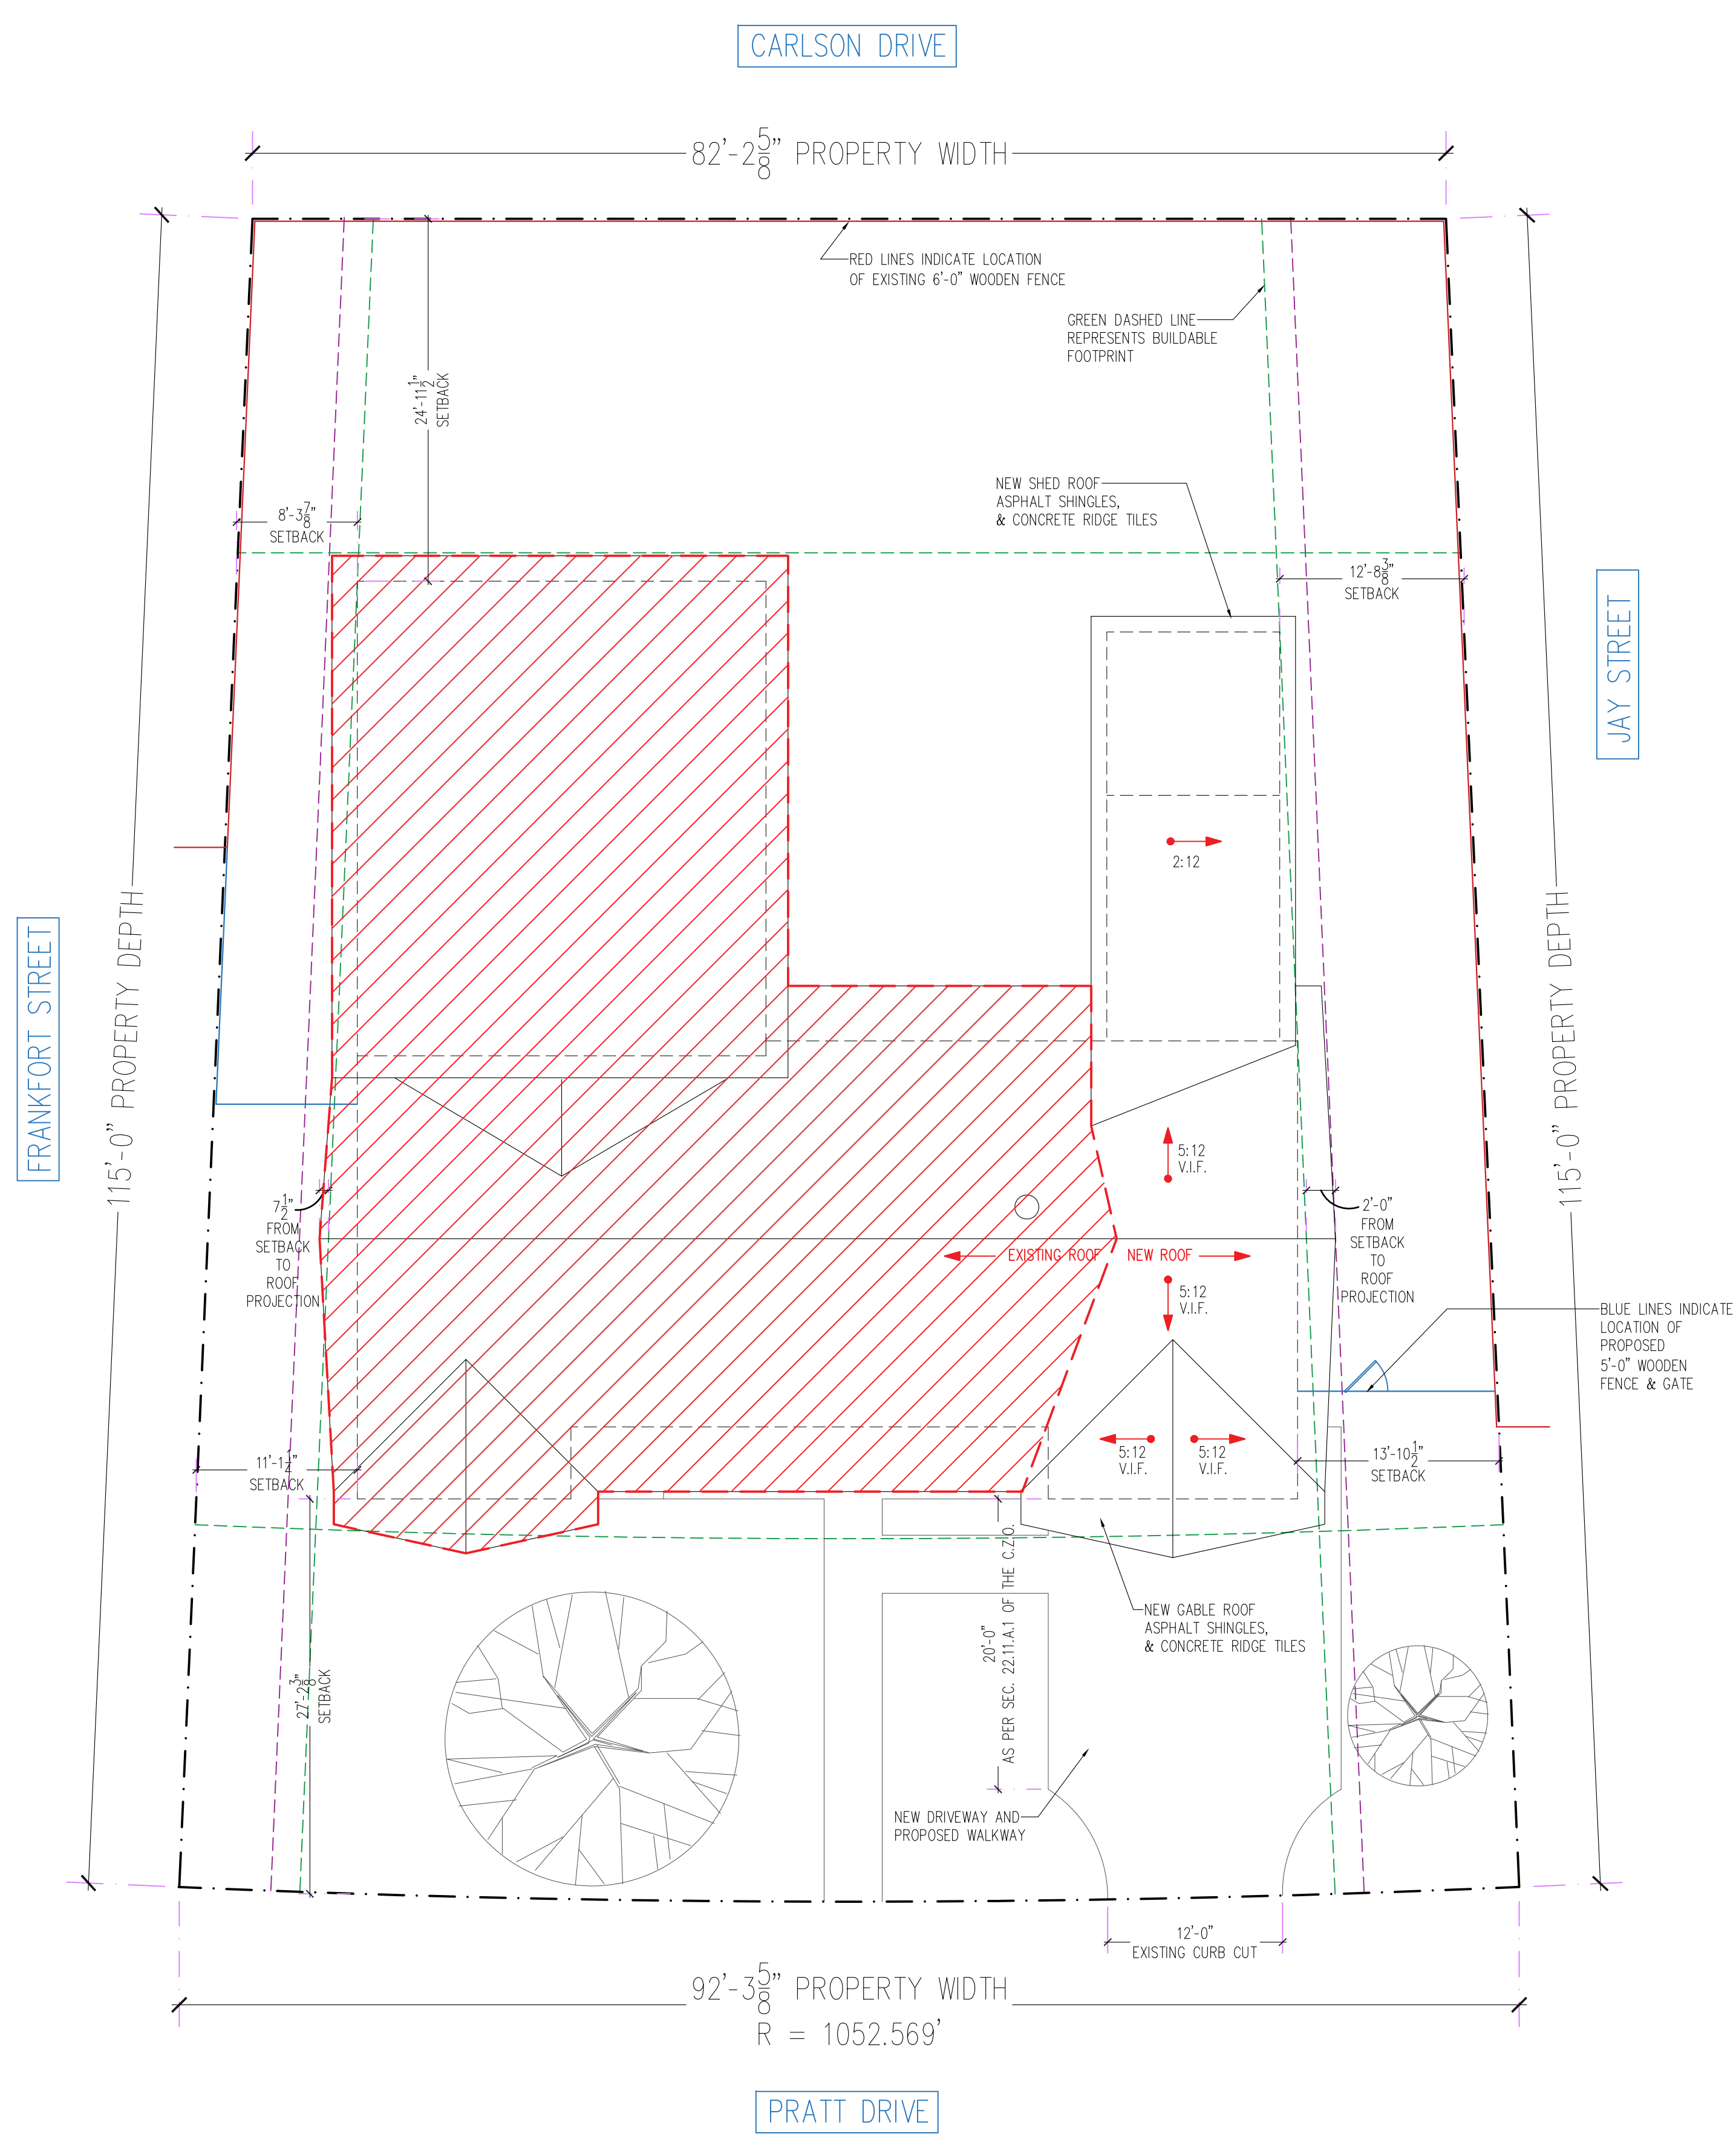 CARLSON DRIVE
82'-2 5/8" PROPERTY WIDTH
RED LINES INDICATE LOCATION
OF EXISTING 6'-0" WOODEN FENCE
GREEN DASHED LINE
REPRESENTS BUILDABLE
FOOTPRINT
24'-11 1/2"
SETBACK
NEW SHED ROOF
ASPHALT SHINGLES,
& CONCRETE RIDGE TILES
8'-3 7/8"
SETBACK
12'-8 3/8"
SETBACK
JAY STREET
2:12
FRANKFORT STREET
115'-0" PROPERTY DEPTH
115'-0" PROPERTY DEPTH
5:12
V.I.F.
7 1/2"
FROM
SETBACK
TO
ROOF
PROJECTION
2'-0"
FROM
SETBACK
TO
ROOF
PROJECTION
EXISTING ROOF
NEW ROOF
5:12
V.I.F.
BLUE LINES INDICATE
LOCATION OF
PROPOSED
5'-0" WOODEN
FENCE & GATE
5:12
V.I.F.
5:12
V.I.F.
11'-1 1/4"
SETBACK
13'-10 1/2"
SETBACK
20'-0"
AS PER SEC. 22.11.A.1 OF THE C.Z.O.
NEW GABLE ROOF
ASPHALT SHINGLES,
& CONCRETE RIDGE TILES
27'-2 3/8"
SETBACK
NEW DRIVEWAY AND
PROPOSED WALKWAY
12'-0"
EXISTING CURB CUT
92'-3 5/8" PROPERTY WIDTH
R = 1052.569'
PRATT DRIVE